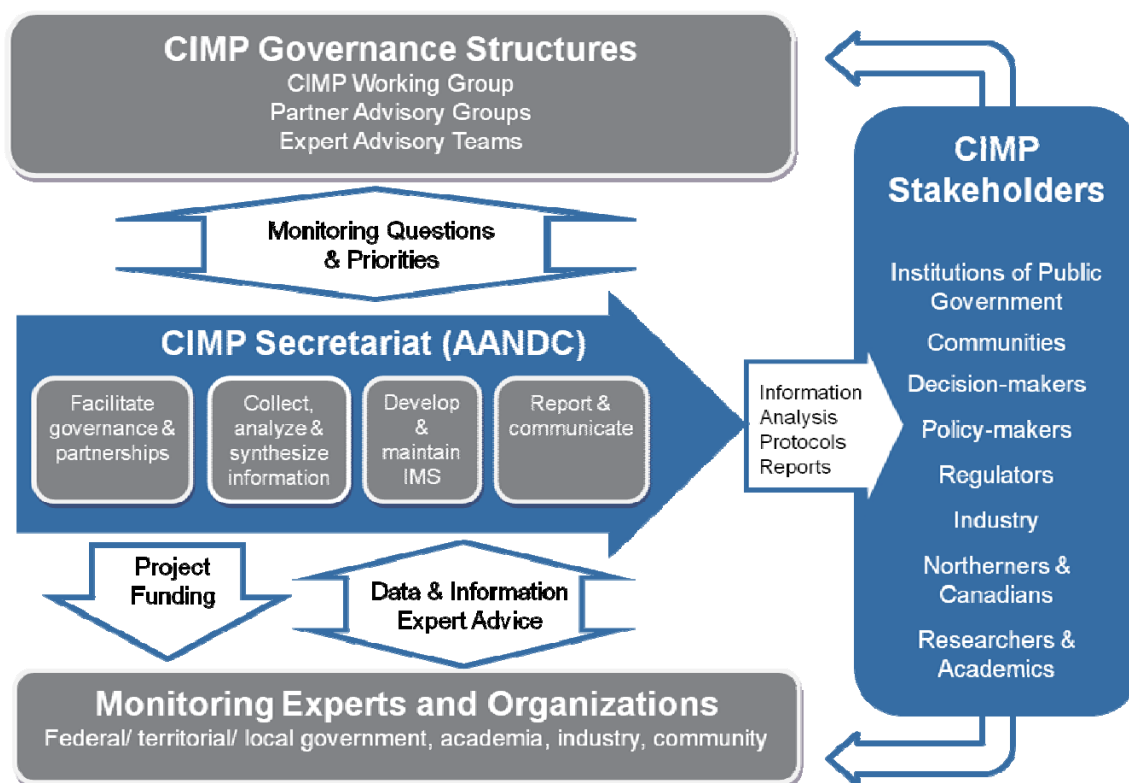 CIMP Governance Structures
CIMP Working Group
Partner Advisory Groups
Expert Advisory Teams
Monitoring Questions
& Priorities
CIMP Secretariat (AANDC)
Facilitate
governance &
partnerships
Collect,
analyze &
synthesize
information
Develop
&
maintain
IMS
Report &
communicate
Information
Analysis
Protocols
Reports
CIMP
Stakeholders
Institutions of Public
Government
Communities
Decision-makers
Policy-makers
Regulators
Industry
Northerners &
Canadians
Researchers &
Academics
Project
Funding
Data & Information
Expert Advice
Monitoring Experts and Organizations
Federal/ territorial/ local government, academia, industry, community